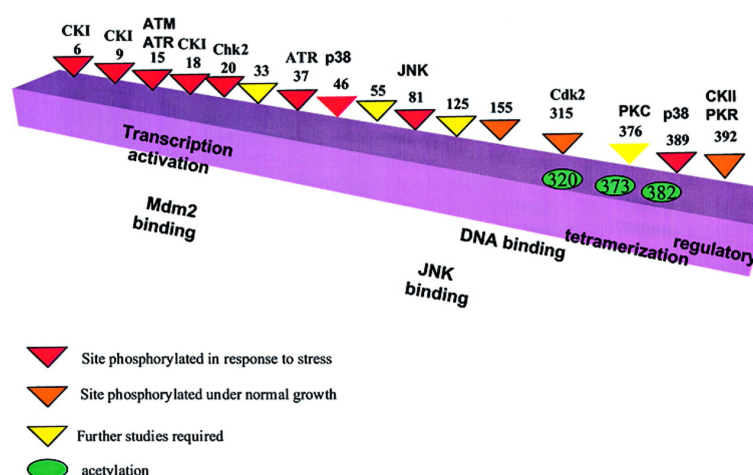 CKI
6
CKI
9
ATM
ATR
15
CKI
18
Chk2
20
33
ATR
37
p38
46
55
JNK
81
125
155
Cdk2
315
PKC
376
p38
389
CKII
PKR
392
320
373
382
Transcription
activation
Mdm2
binding
DNA binding
tetramerization
regulatory
JNK
binding
Site phosphorylated in response to stress
Site phosphorylated under normal growth
Further studies required
acetylation